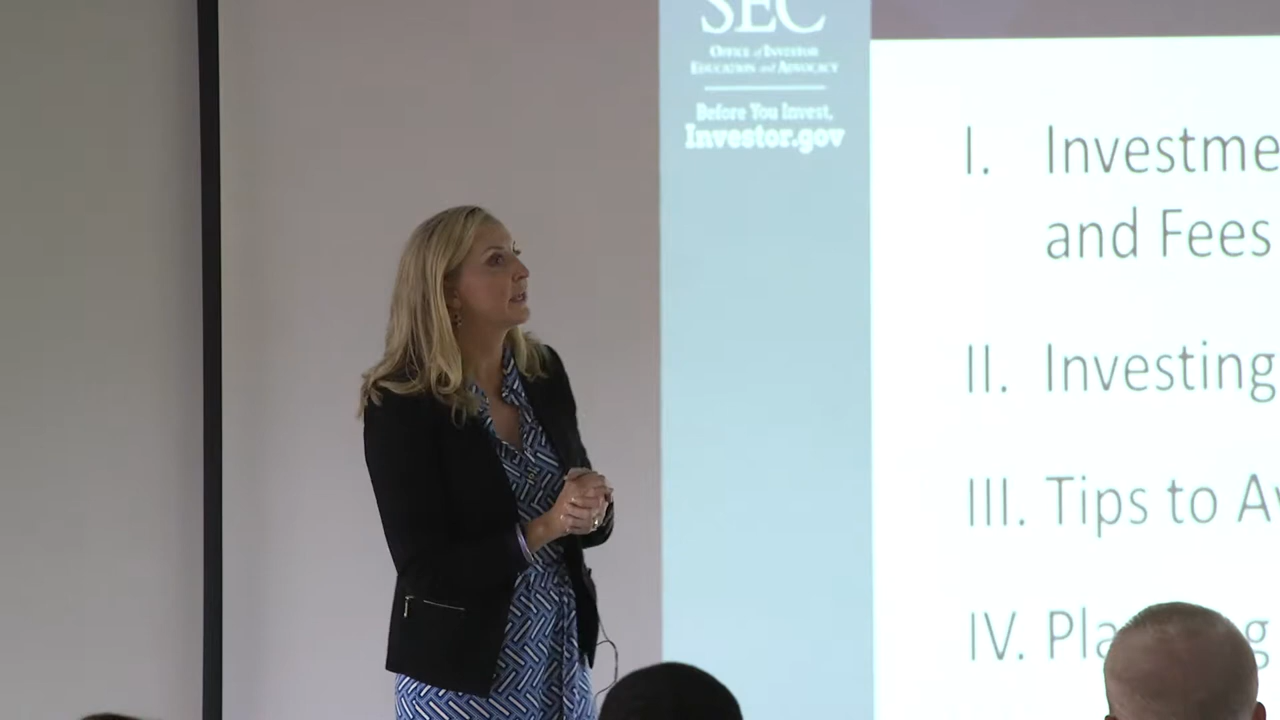 SEC
Office of Investor
Education and Advocacy
Before You Invest,
Investor.gov
I. Investme
and Fees
II. Investing
III. Tips to Av
IV. Pla g